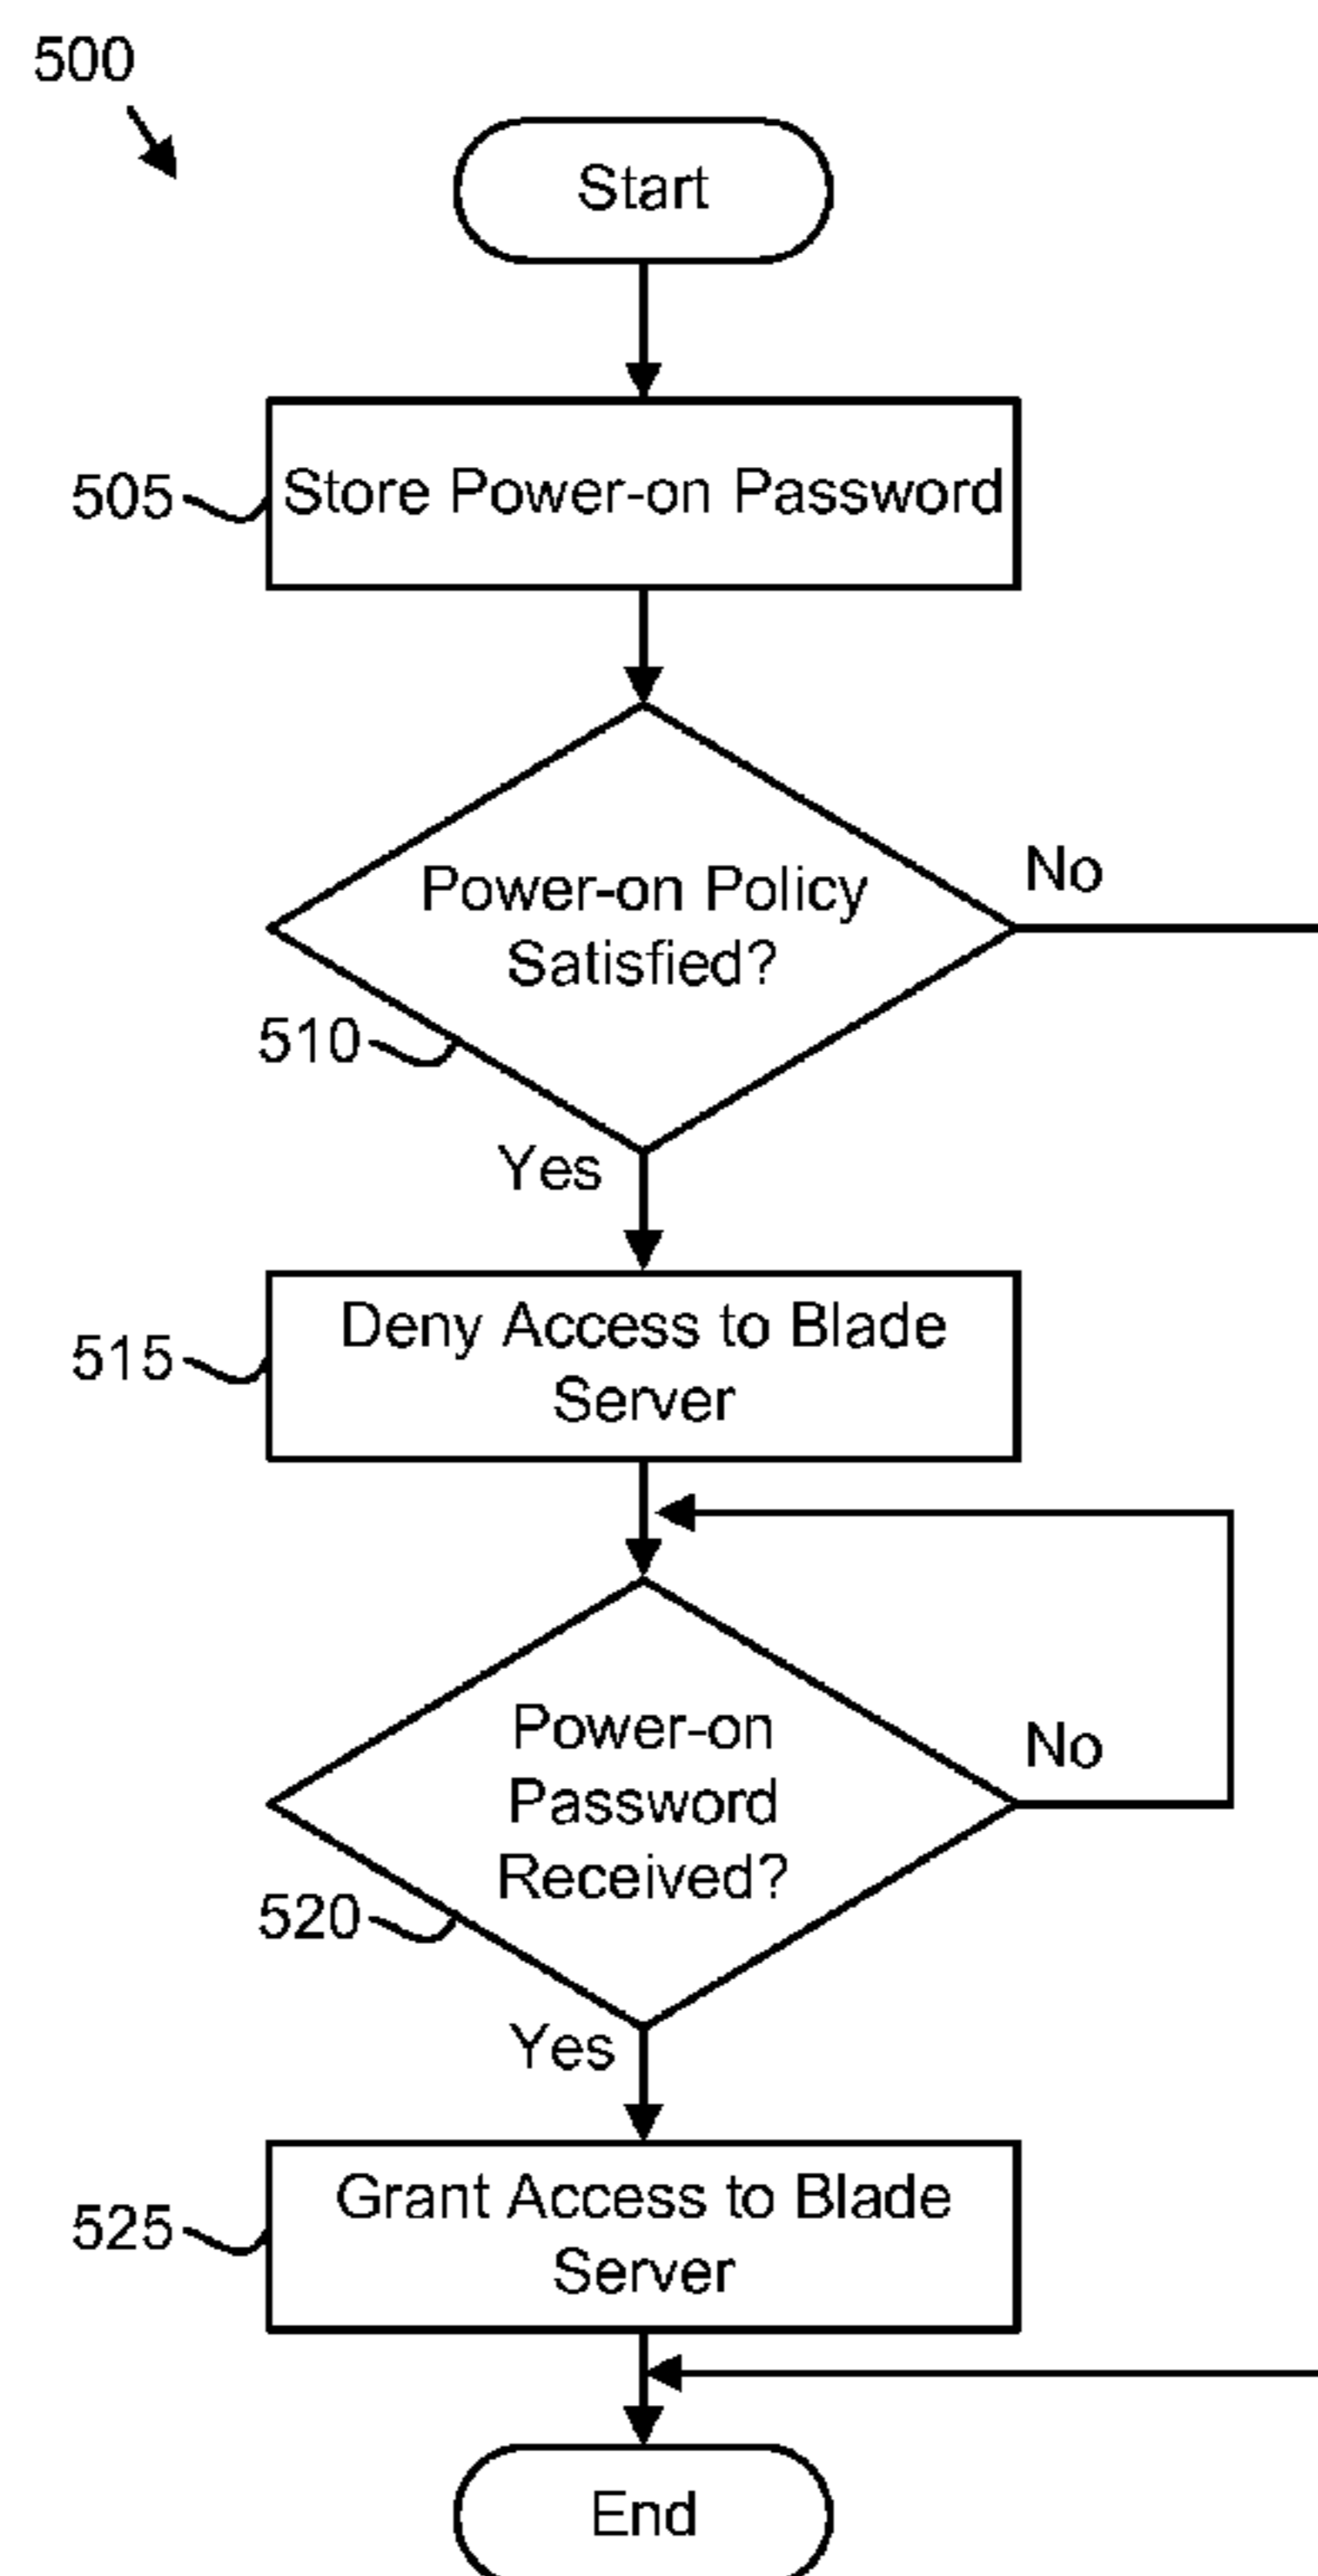 500
Start
505
Store Power-on Password
Power-on Policy
Satisfied?
No
510
Yes
515
Deny Access to Blade
Server
Power-on
Password
Received?
No
520
Yes
525
Grant Access to Blade
Server
End